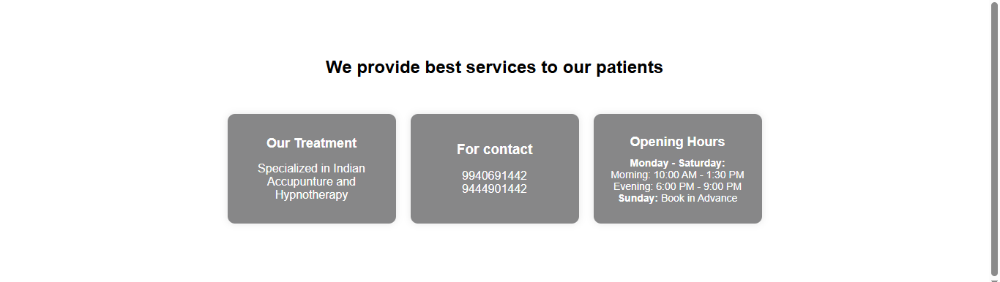 We provide best services to our patients
Our Treatment
Specialized in Indian
Accupunture and
Hypnotherapy
For contact
9940691442
9444901442
Opening Hours
Monday - Saturday:
Morning: 10:00 AM - 1:30 PM
Evening: 6:00 PM - 9:00 PM
Sunday: Book in Advance